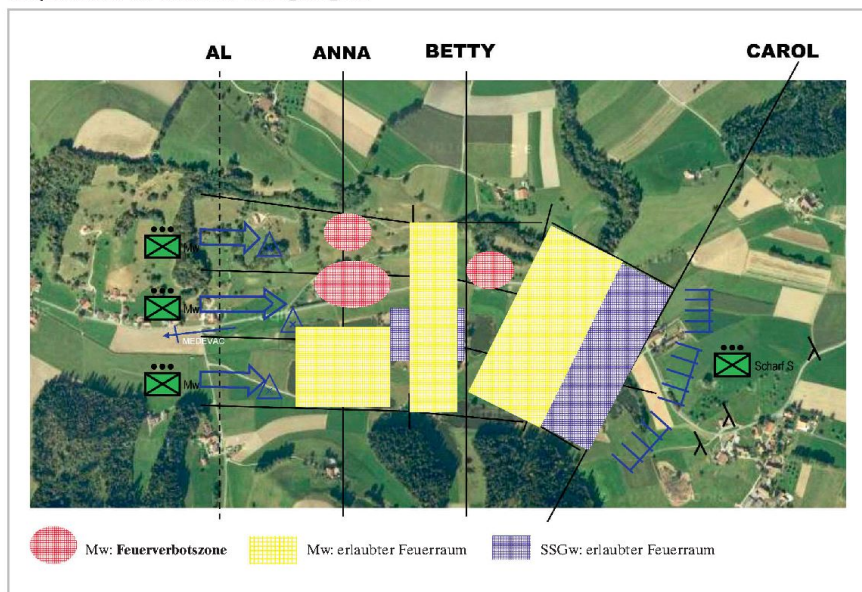 AL ANNA BETTY CAROL
Mw
Mw
MEDEVAC
Mw
Scharf S
Mw: Feuerverbotszone Mw: erlaubter Feuerraum SSGw: erlaubter Feuerraum